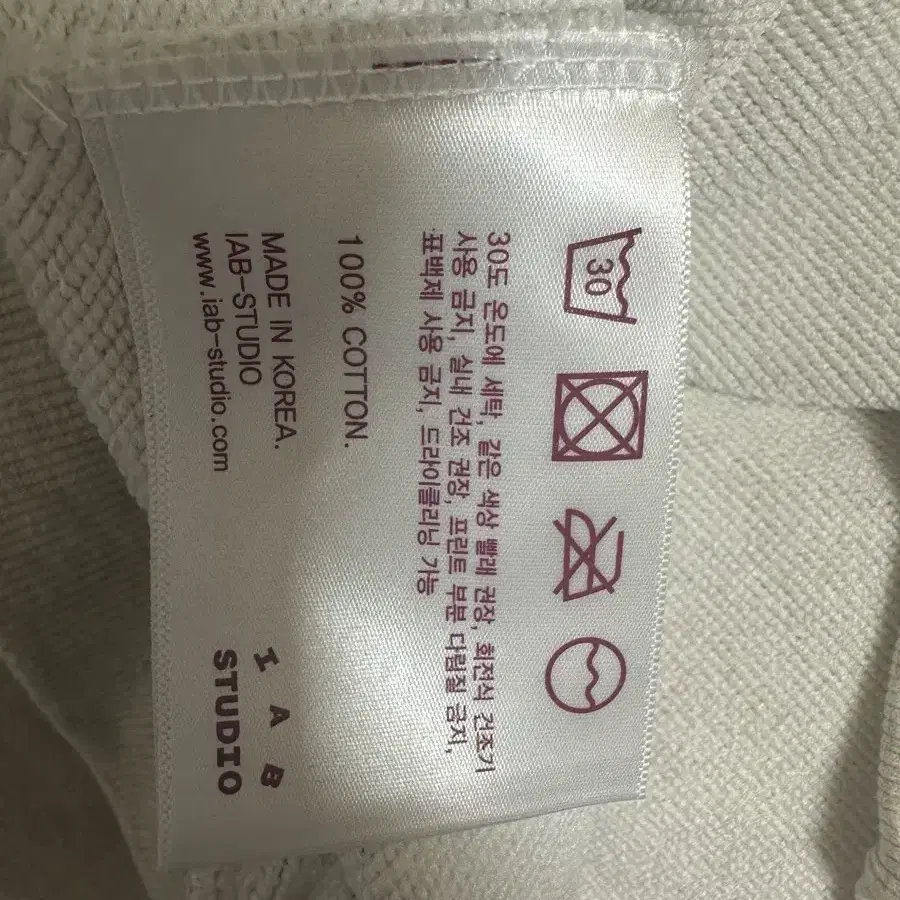 30
30도 온도에 세탁, 같은 색상 빨래 권장, 회전식 건조기
사용 금지, 실내 건조 권장, 프린트 부분 다림질 금지,
표백제 사용 금지, 드라이클리닝 가능
100% COTTON.
MADE IN KOREA.
IAB-STUDIO
www.iab-studio.com
I A B
STUDIO